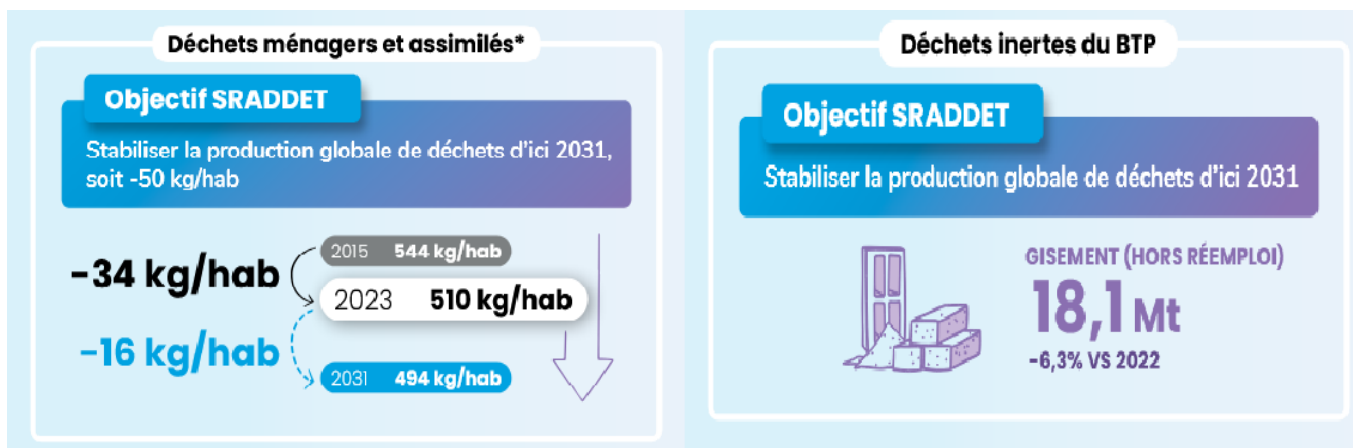 Déchets ménagers et assimilés*
Objectif SRADDET
Stabiliser la production globale de déchets d'ici 2031,
soit -50 kg/hab
-34 kg/hab
2015 544 kg/hab
2023 510 kg/hab
-16 kg/hab
2031 494 kg/hab
Déchets inertes du BTP
Objectif SRADDET
Stabiliser la production globale de déchets d'ici 2031
GISEMENT (HORS RÉEMPLOI)
18,1 Mt
-6,3% VS 2022